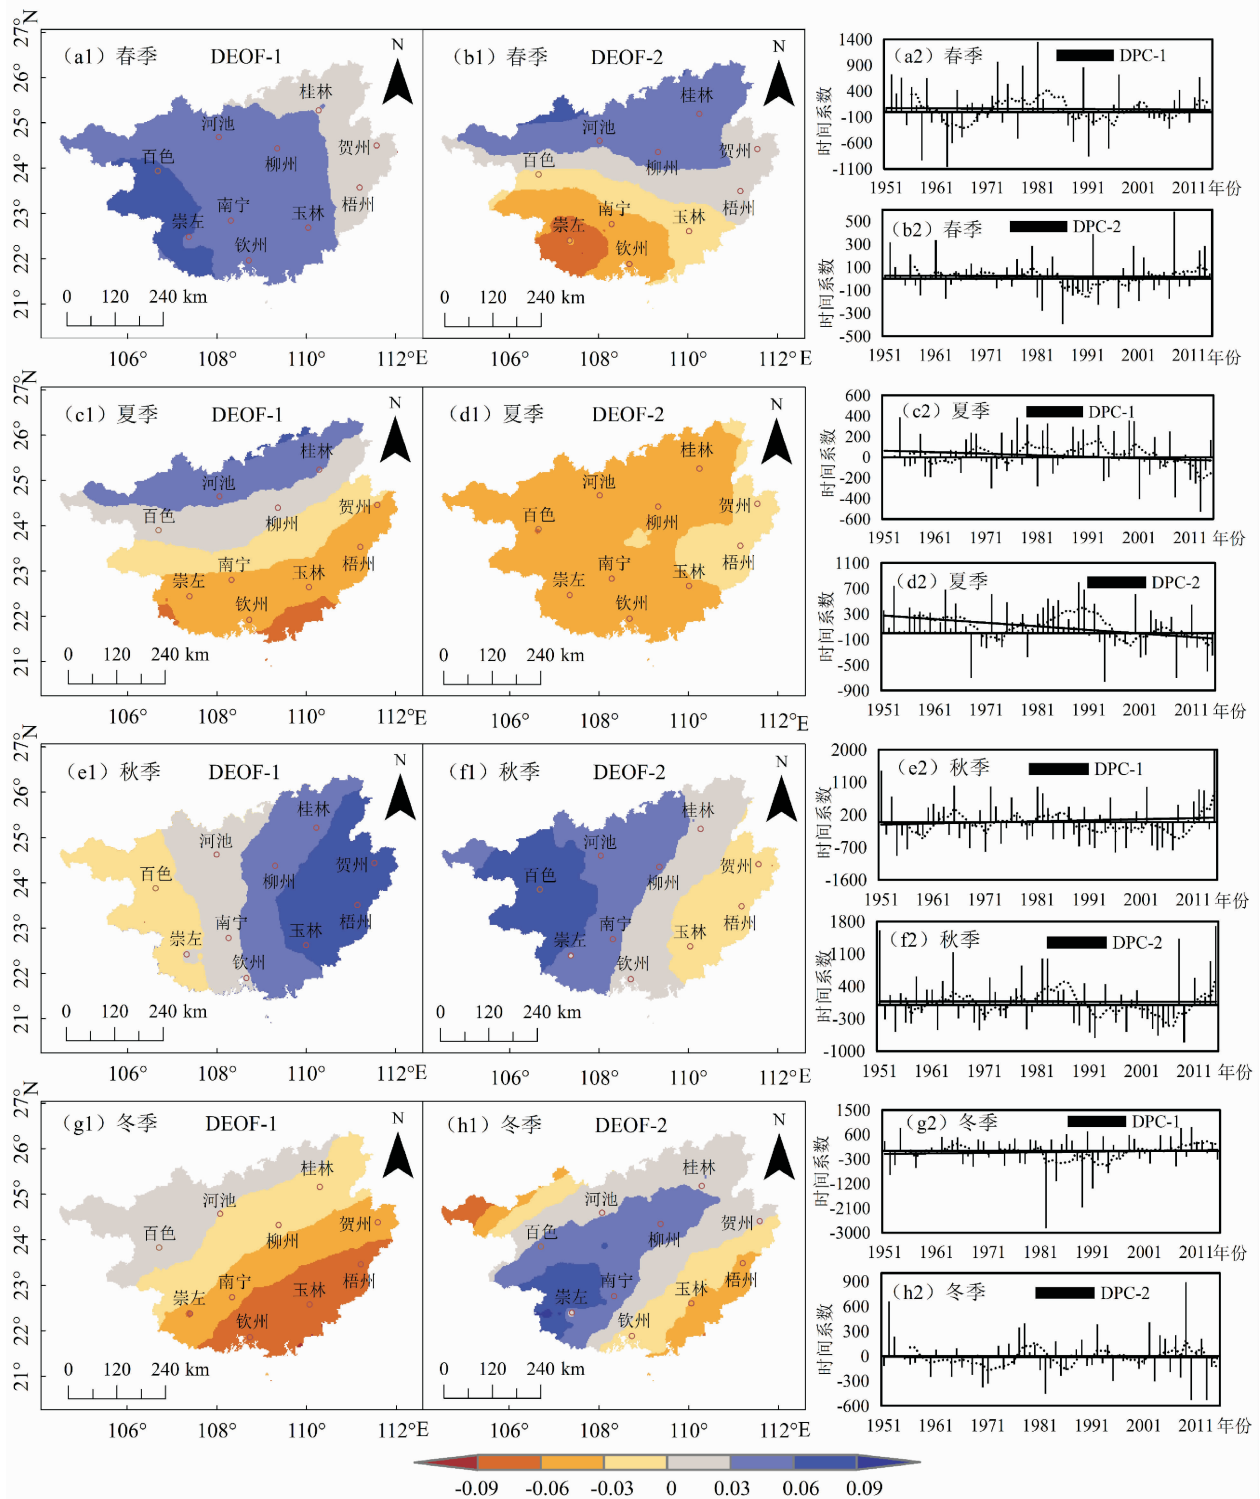 (a1) 春季 DEOF-1
N
27°N
26°
25°
24°
23°
22°
21°
桂林
河池
贺州
百色
柳州
梧州
南宁
玉林
崇左
钦州
0 120 240 km
106° 108° 110° 112°E
(b1) 春季 DEOF-2
N
桂林
河池
贺州
百色
柳州
梧州
南宁
玉林
崇左
钦州
0 120 240 km
106° 108° 110° 112°E
(a2) 春季 DPC-1
时间系数
1400
900
400
-100
-600
-1100
1951 1961 1971 1981 1991 2001 2011 年份
(b2) 春季 DPC-2
时间系数
500
300
100
-100
-300
-500
1951 1961 1971 1981 1991 2001 2011 年份
(c1) 夏季 DEOF-1
N
27°N
26°
25°
24°
23°
22°
21°
桂林
河池
贺州
百色
柳州
梧州
南宁
玉林
崇左
钦州
0 120 240 km
106° 108° 110° 112°E
(d1) 夏季 DEOF-2
N
桂林
河池
贺州
百色
柳州
梧州
南宁
玉林
崇左
钦州
0 120 240 km
106° 108° 110° 112°E
(c2) 夏季 DPC-1
时间系数
600
400
200
0
-200
-400
-600
1951 1961 1971 1981 1991 2001 2011 年份
(d2) 夏季 DPC-2
时间系数
1100
700
300
-100
-500
-900
1951 1961 1971 1981 1991 2001 2011 年份
(e1) 秋季 DEOF-1
N
27°N
26°
25°
24°
23°
22°
21°
桂林
河池
贺州
百色
柳州
梧州
南宁
玉林
崇左
钦州
0 120 240 km
106° 108° 110° 112°E
(f1) 秋季 DEOF-2
N
桂林
河池
贺州
百色
柳州
梧州
南宁
玉林
崇左
钦州
0 120 240 km
106° 108° 110° 112°E
(e2) 秋季 DPC-1
时间系数
2000
1100
200
-700
-1600
1951 1961 1971 1981 1991 2001 2011 年份
(f2) 秋季 DPC-2
时间系数
1800
1100
400
-300
-1000
1951 1961 1971 1981 1991 2001 2011 年份
(g1) 冬季 DEOF-1
N
27°N
26°
25°
24°
23°
22°
21°
桂林
河池
贺州
百色
柳州
梧州
南宁
玉林
崇左
钦州
0 120 240 km
106° 108° 110° 112°E
(h1) 冬季 DEOF-2
N
桂林
河池
贺州
百色
柳州
梧州
南宁
玉林
崇左
钦州
0 120 240 km
106° 108° 110° 112°E
(g2) 冬季 DPC-1
时间系数
1500
600
-300
-1200
-2100
-3000
1951 1961 1971 1981 1991 2001 2011 年份
(h2) 冬季 DPC-2
时间系数
900
600
300
0
-300
-600
1951 1961 1971 1981 1991 2001 2011 年份
-0.09 -0.06 -0.03 0 0.03 0.06 0.09